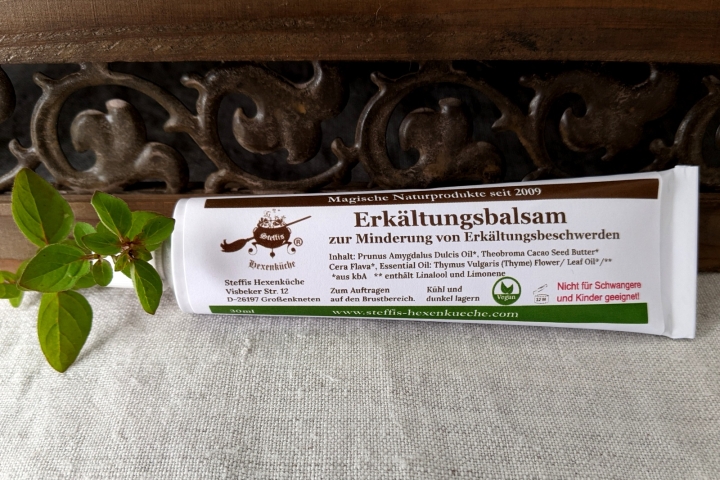 Magische Naturprodukte seit 2009
Steffis
Hexenküche
®
Erkältungsbalsam
zur Minderung von Erkältungsbeschwerden
Inhalt: Prunus Amygdalus Dulcis Oil*, Theobroma Cacao Seed Butter*
Cera Flava*, Essential Oil: Thymus Vulgaris (Thyme) Flower/ Leaf Oil*/**
*aus kbA ** enthält Linalool und Limonene
Steffis Hexenküche
Visbeker Str. 12
D-26197 Großenkneten
Zum Auftragen
auf den Brustbereich.
Kühl und
dunkel lagern
Vegan
12 M
Nicht für Schwangere
und Kinder geeignet!
30ml
www.steffis-hexenkueche.com